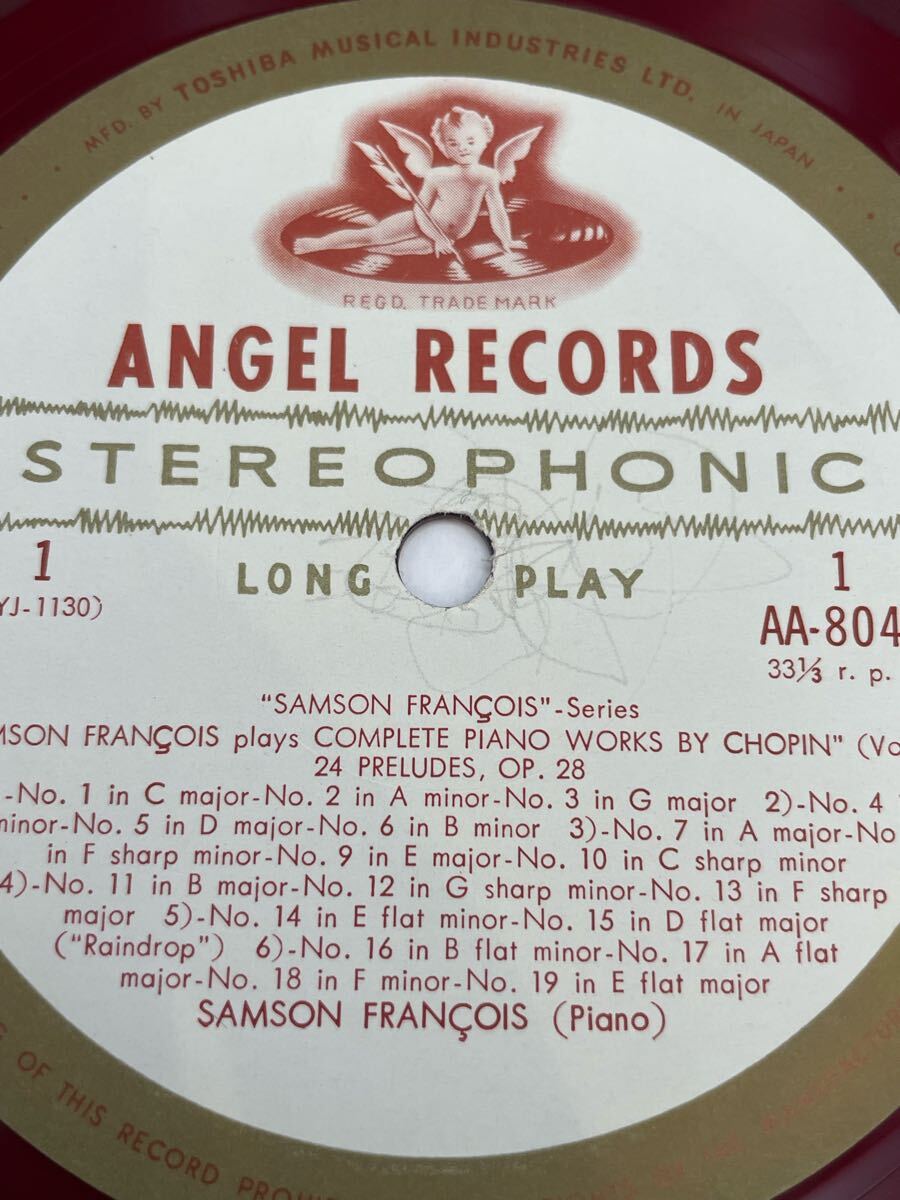 MFD. BY TOSHIBA MUSICAL INDUSTRIES LTD. IN JAPAN
REGD. TRADE MARK
ANGEL RECORDS
STEREOPHONIC
1
LONG PLAY
1
YJ-1130)
AA-804
33⅓ r. p.
"SAMSON FRANÇOIS"-Series
MSON FRANÇOIS plays COMPLETE PIANO WORKS BY CHOPIN" (Vo
24 PRELUDES, OP. 28
-No. 1 in C major-No. 2 in A minor-No. 3 in G major 2)-No. 4
minor-No. 5 in D major-No. 6 in B minor 3)-No. 7 in A major-No
in F sharp minor-No. 9 in E major-No. 10 in C sharp minor
4)-No. 11 in B major-No. 12 in G sharp minor-No. 13 in F sharp
major 5)-No. 14 in E flat minor-No. 15 in D flat major
("Raindrop") 6)-No. 16 in B flat minor-No. 17 in A flat
major-No. 18 in F minor-No. 19 in E flat major
SAMSON FRANÇOIS (Piano)
OF THIS RECORD